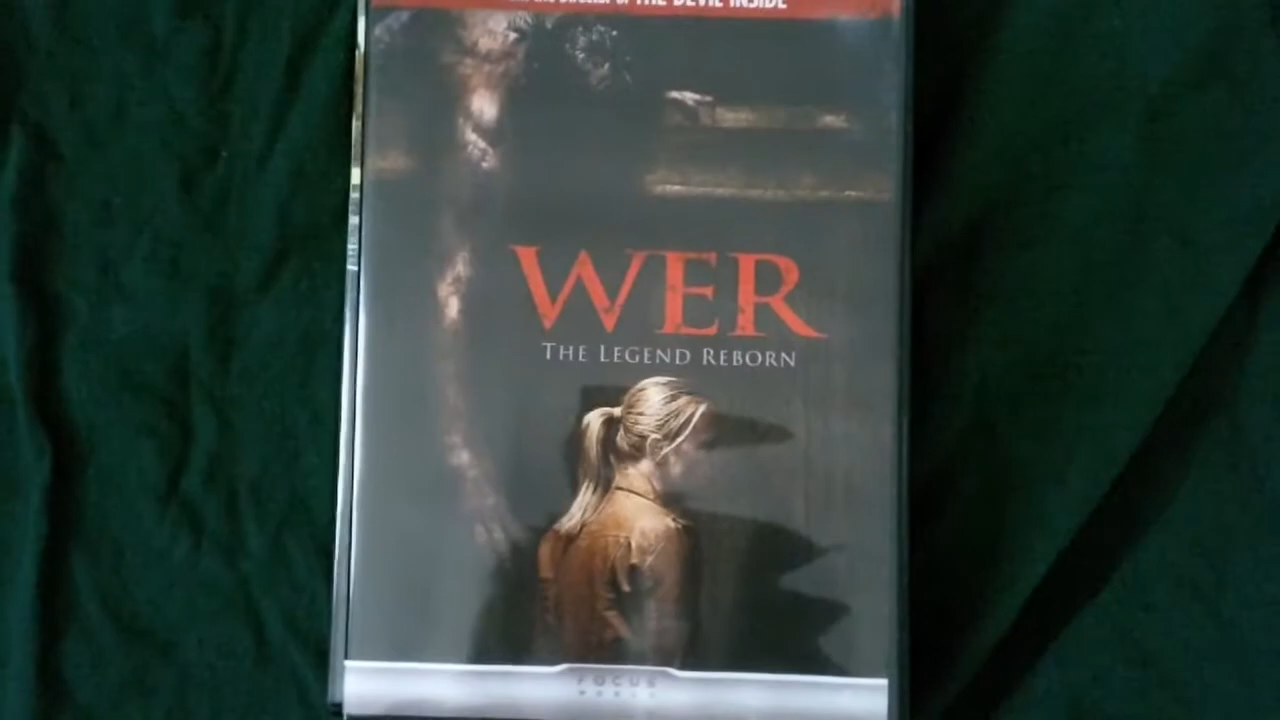 THE DEVIL INSIDE
WER
THE LEGEND REBORN
FOCUS